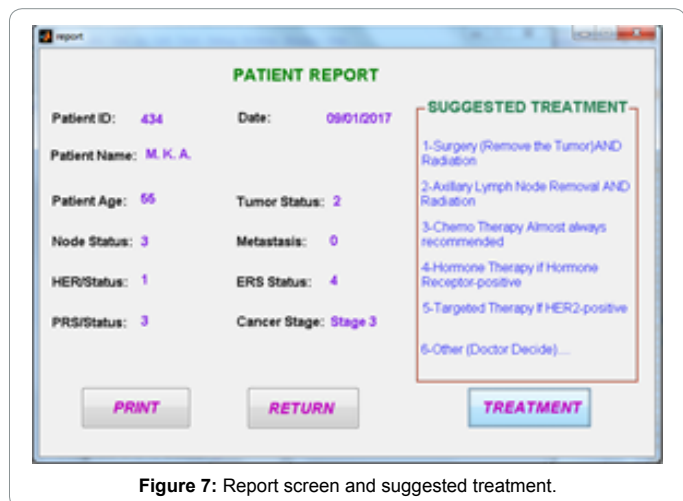 report
PATIENT REPORT
Patient ID: 434
Date: 09/01/2017
Patient Name: M. K. A.
Patient Age: 55
Tumor Status: 2
Node Status: 3
Metastasis: 0
HER/Status: 1
ERS Status: 4
PRS/Status: 3
Cancer Stage: Stage 3
SUGGESTED TREATMENT
1-Surgery (Remove the Tumor)AND
Radiation
2-Axillary Lymph Node Removal AND
Radiation
3-Chemo Therapy Almost always
recommended
4-Hormone Therapy if Hormone
Receptor-positive
5-Targeted Therapy If HER2-positive
6-Other (Doctor Decide)....
PRINT
RETURN
TREATMENT
Figure 7: Report screen and suggested treatment.